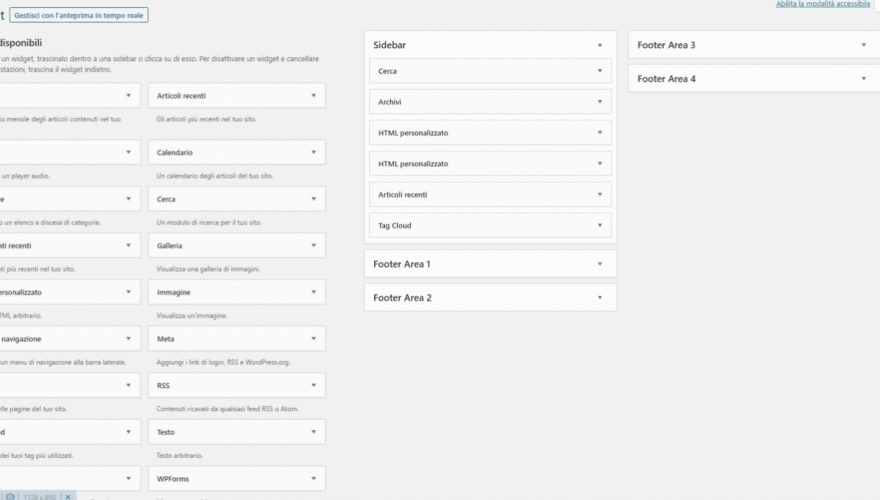 t Gestisci con l'anteprima in tempo reale
Abilita la modalità accessibile
disponibili
un widget, trascinalo dentro a una sidebar o clicca su di esso. Per disattivare un widget e cancellare
stazioni, trascina il widget indietro.
Articoli recenti
io mensile degli articoli contenuti nel tuo
Gli articoli più recenti nel tuo sito.
Calendario
un player audio.
Un calendario degli articoli del tuo sito.
e
Cerca
o un elenco a discesa di categorie.
Un modulo di ricerca per il tuo sito.
ti recenti
Galleria
ti più recenti nel tuo sito.
Visualizza una galleria di immagini.
ersonalizzato
Immagine
TML arbitrario.
Visualizza un'immagine.
navigazione
Meta
un menu di navigazione alla barra laterale.
Aggiungi i link di login, RSS e WordPress.org.
RSS
elle pagine del tuo sito.
Contenuti ricavati da qualsiasi feed RSS o Atom.
d
Testo
dei tuoi tag più utilizzati.
Testo arbitrario.
WPForms
1728 x 890
Sidebar
Cerca
Archivi
HTML personalizzato
HTML personalizzato
Articoli recenti
Tag Cloud
Footer Area 1
Footer Area 2
Footer Area 3
Footer Area 4